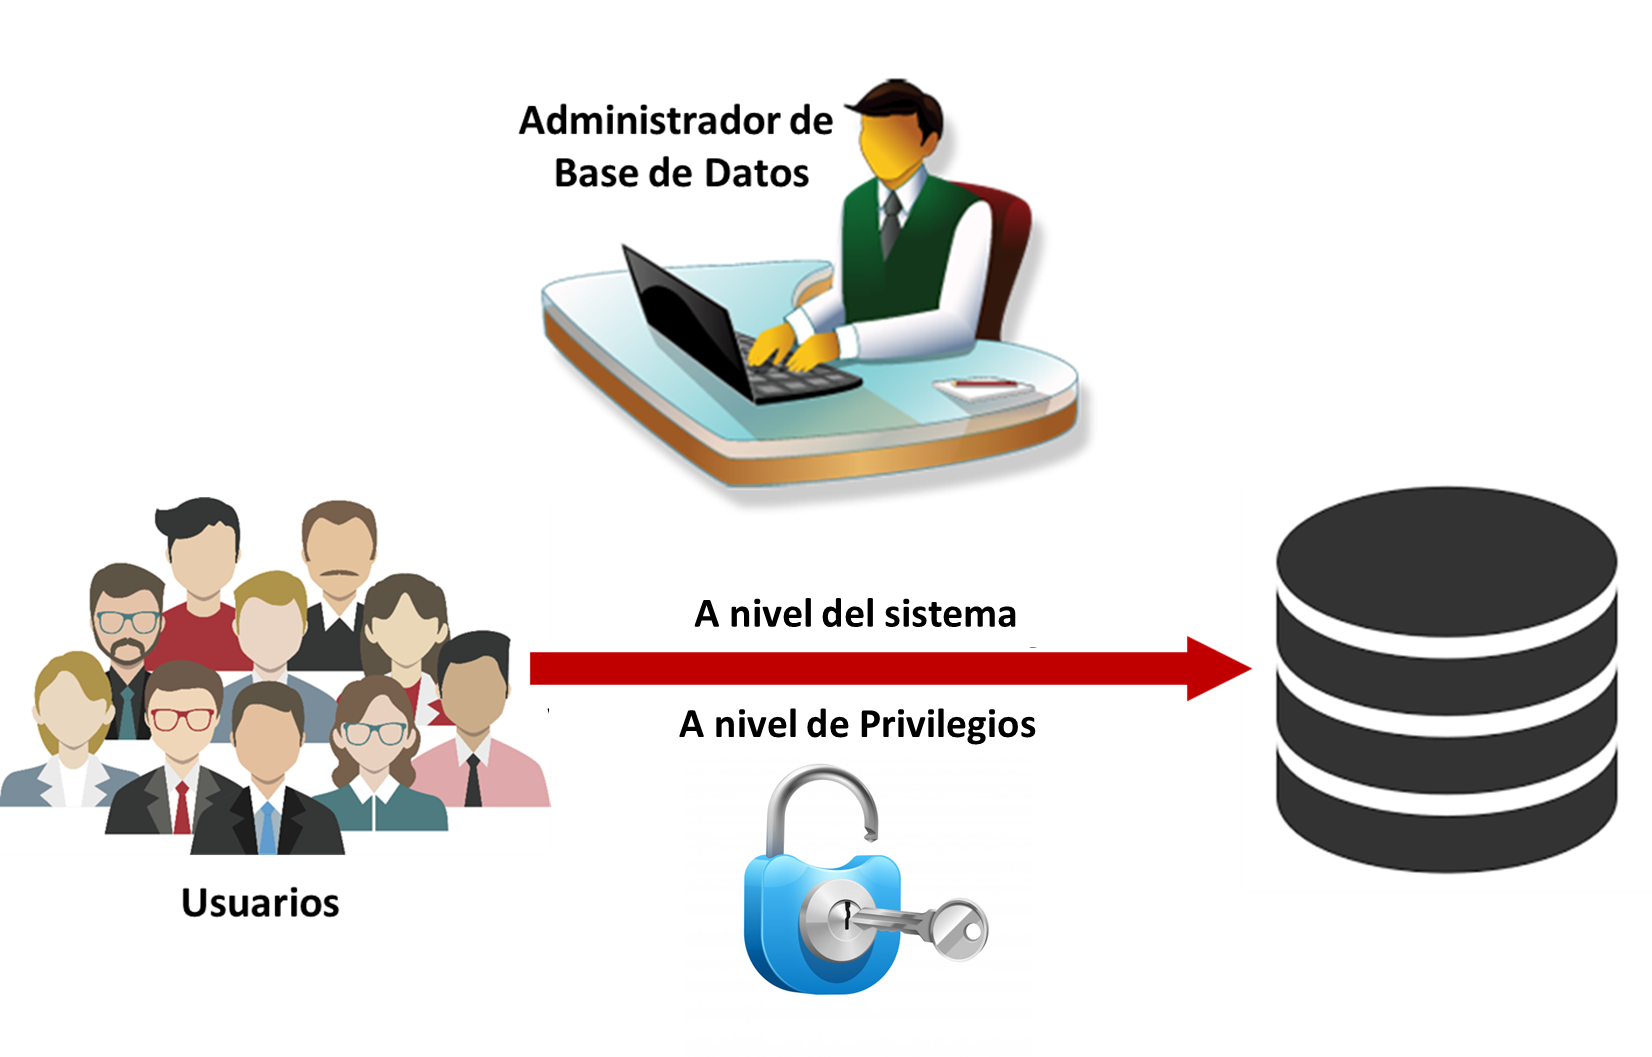 Administrador de
Base de Datos
A nivel del sistema
A nivel de Privilegios
Usuarios